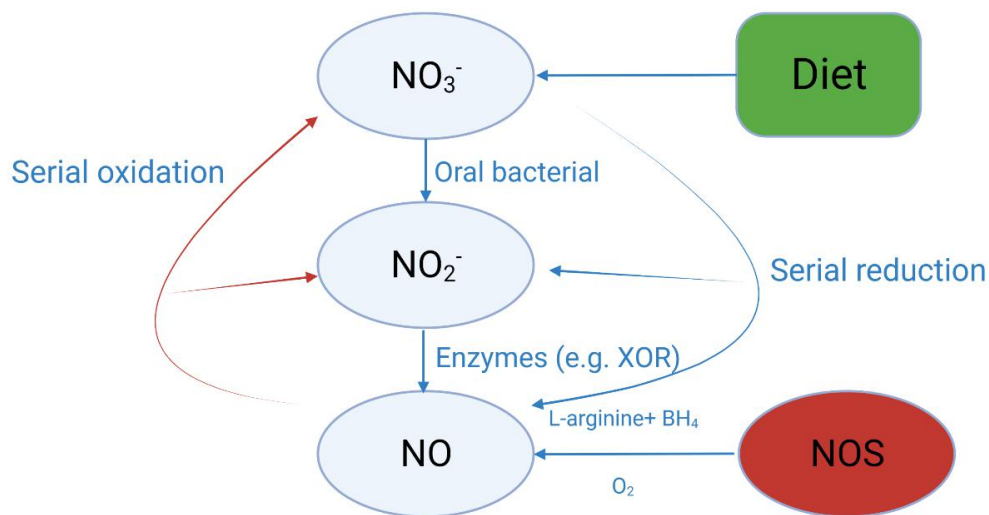 NO₃⁻
Diet
Serial oxidation
Oral bacterial
NO₂⁻
Serial reduction
Enzymes (e.g. XOR)
L-arginine+ BH₄
NO
NOS
O₂